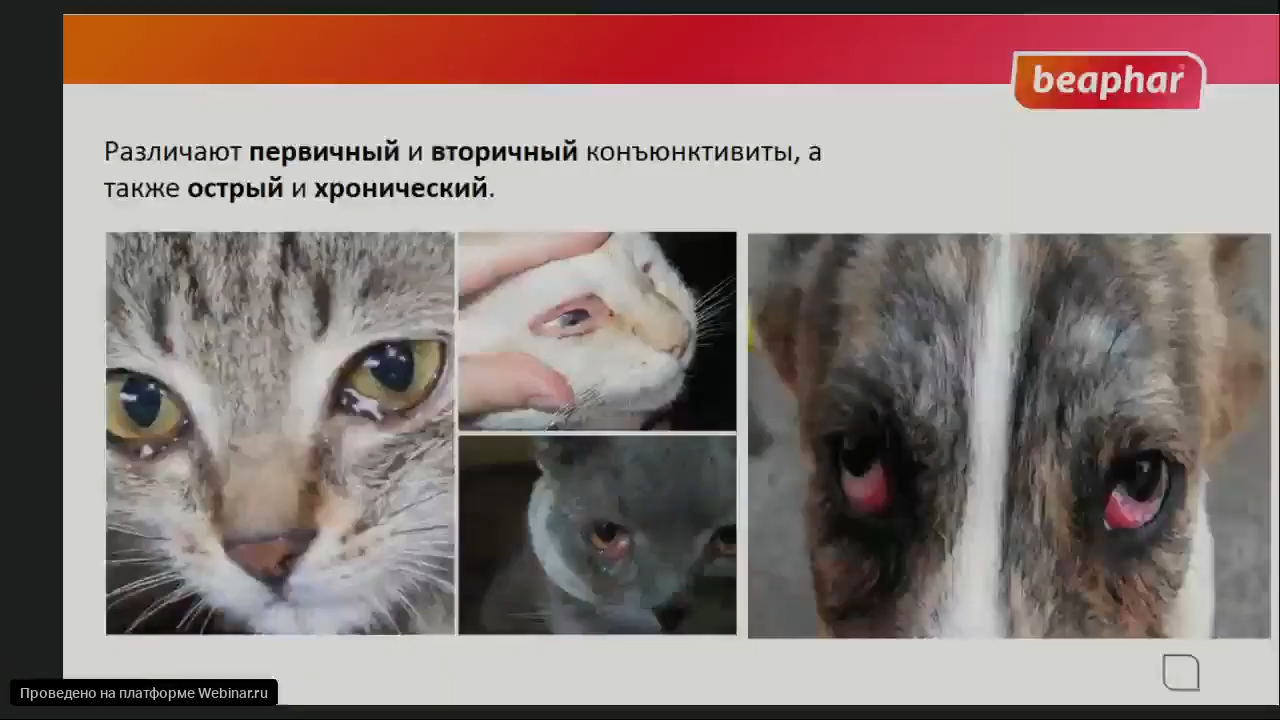 beaphar
Различают первичный и вторичный конъюнктивиты, а
также острый и хронический.
Проведено на платформе Webinar.ru